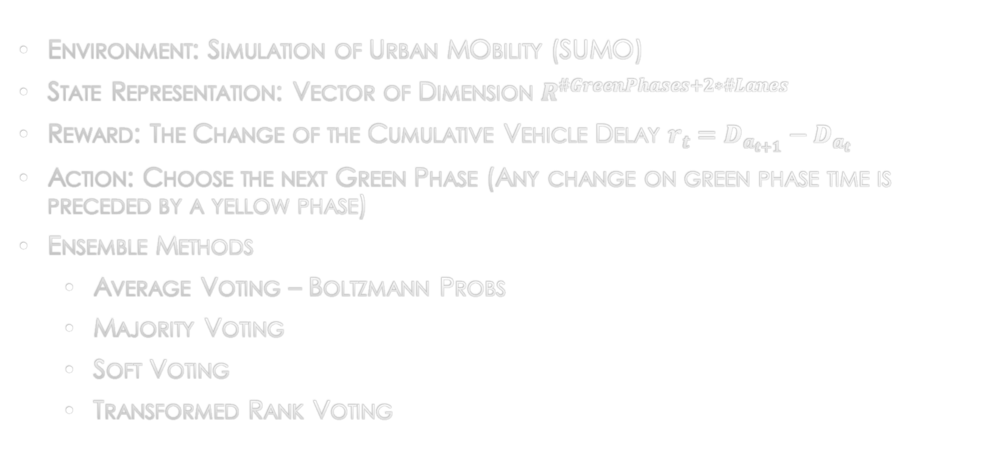 • Environment: Simulation of Urban MObility (SUMO)
• State Representation: Vector of Dimension R^{#GreenPhases+2*#Lanes}
• Reward: The Change of the Cumulative Vehicle Delay r_t = D_{a_{t+1}} − D_{a_t}
• Action: Choose the next Green Phase (Any change on green phase time is
preceded by a yellow phase)
• Ensemble Methods
• Average Voting – Boltzmann Probs
• Majority Voting
• Soft Voting
• Transformed Rank Voting